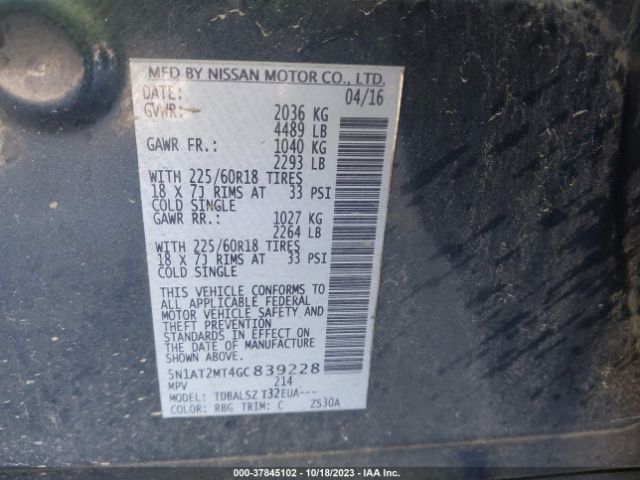 MFD BY NISSAN MOTOR CO., LTD.
DATE: 04/16
GVWR: 2036 KG
4489 LB
GAWR FR.: 1040 KG
2293 LB
WITH 225/60R18 TIRES
18 X 7J RIMS AT 33 PSI
COLD SINGLE
GAWR RR.: 1027 KG
2264 LB
WITH 225/60R18 TIRES
18 X 7J RIMS AT 33 PSI
COLD SINGLE
THIS VEHICLE CONFORMS TO
ALL APPLICABLE FEDERAL
MOTOR VEHICLE SAFETY AND
THEFT PREVENTION
STANDARDS IN EFFECT ON
THE DATE OF MANUFACTURE
SHOWN ABOVE.
5N1AT2MT4GC839228
MPV 214
MODEL: TDBALSZ T32EUA---
COLOR: RBG TRIM: C ZS30A
000-37845102 - 10/18/2023 - IAA Inc.